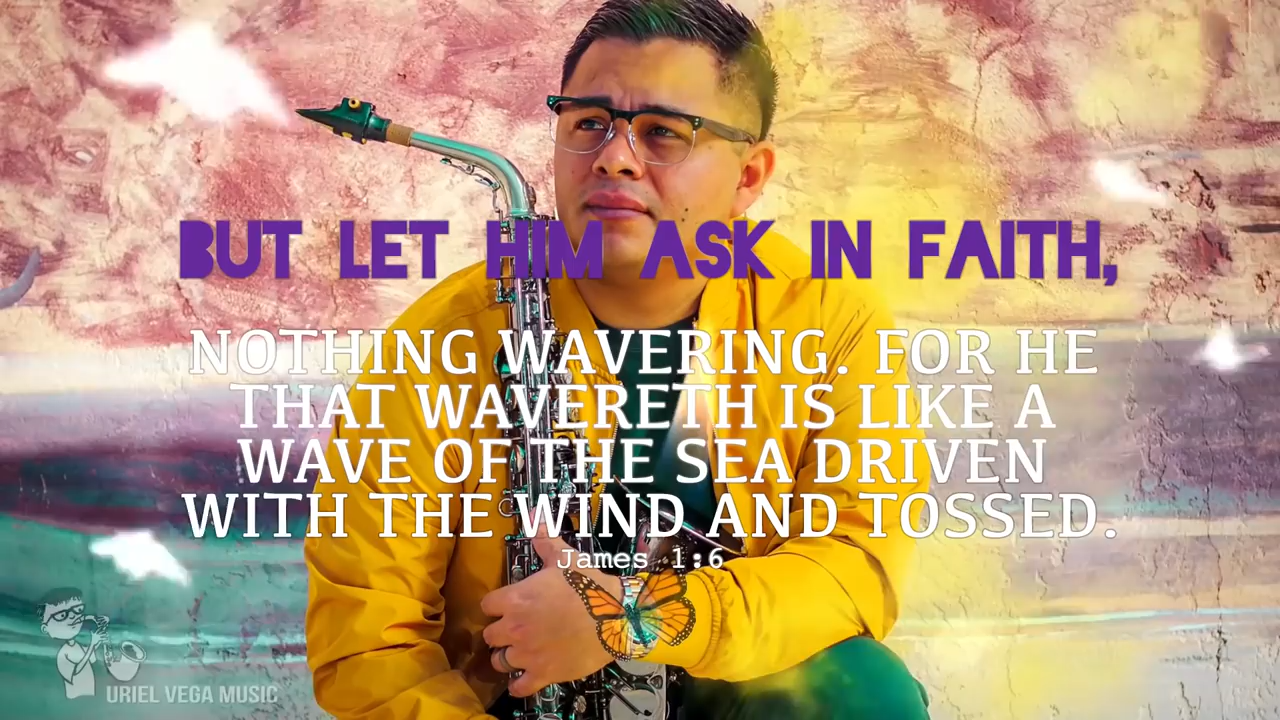 BUT LET HIM ASK IN FAITH,
NOTHING WAVERING. FOR HE
THAT WAVERETH IS LIKE A
WAVE OF THE SEA DRIVEN
WITH THE WIND AND TOSSED.
James 1:6
URIEL VEGA MUSIC